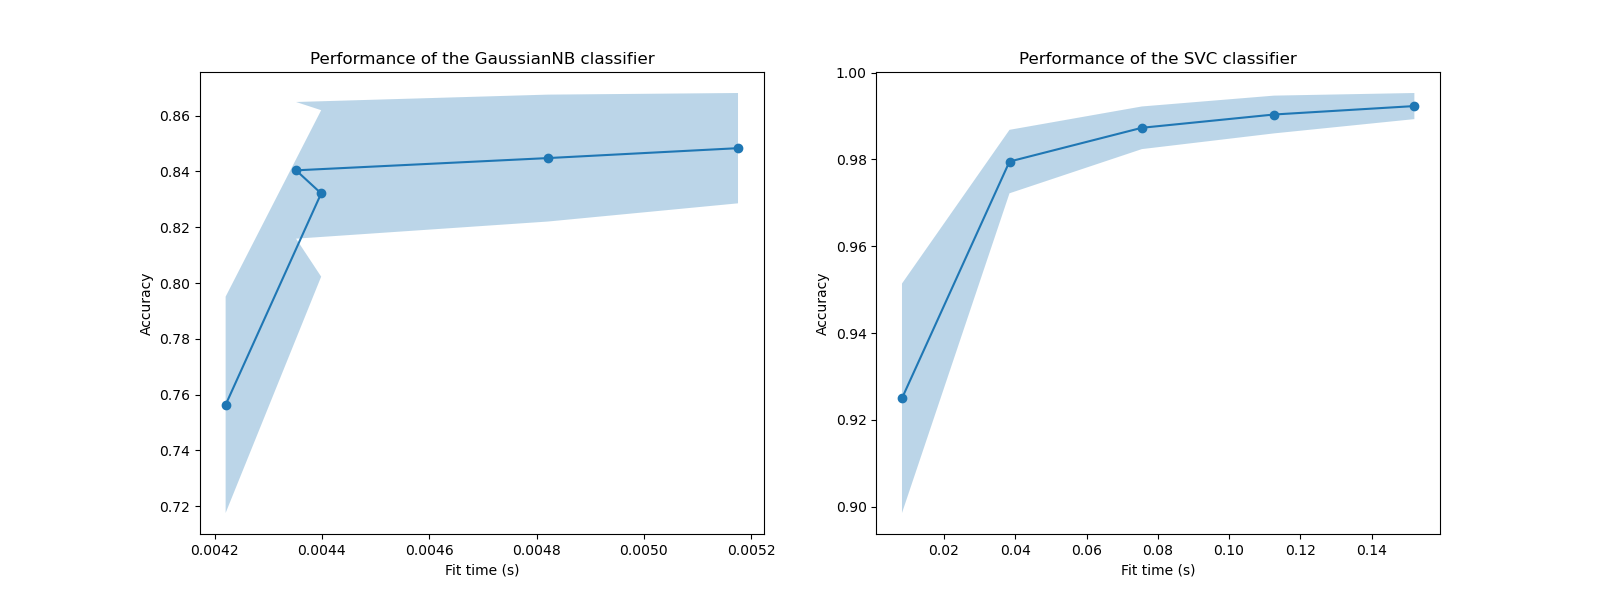 Performance of the GaussianNB classifier
0.86
0.84
0.82
0.80
0.78
0.76
0.74
0.72
Accuracy
0.0042 0.0044 0.0046 0.0048 0.0050 0.0052
Fit time (s)
Performance of the SVC classifier
1.00
0.98
0.96
0.94
0.92
0.90
Accuracy
0.02 0.04 0.06 0.08 0.10 0.12 0.14
Fit time (s)